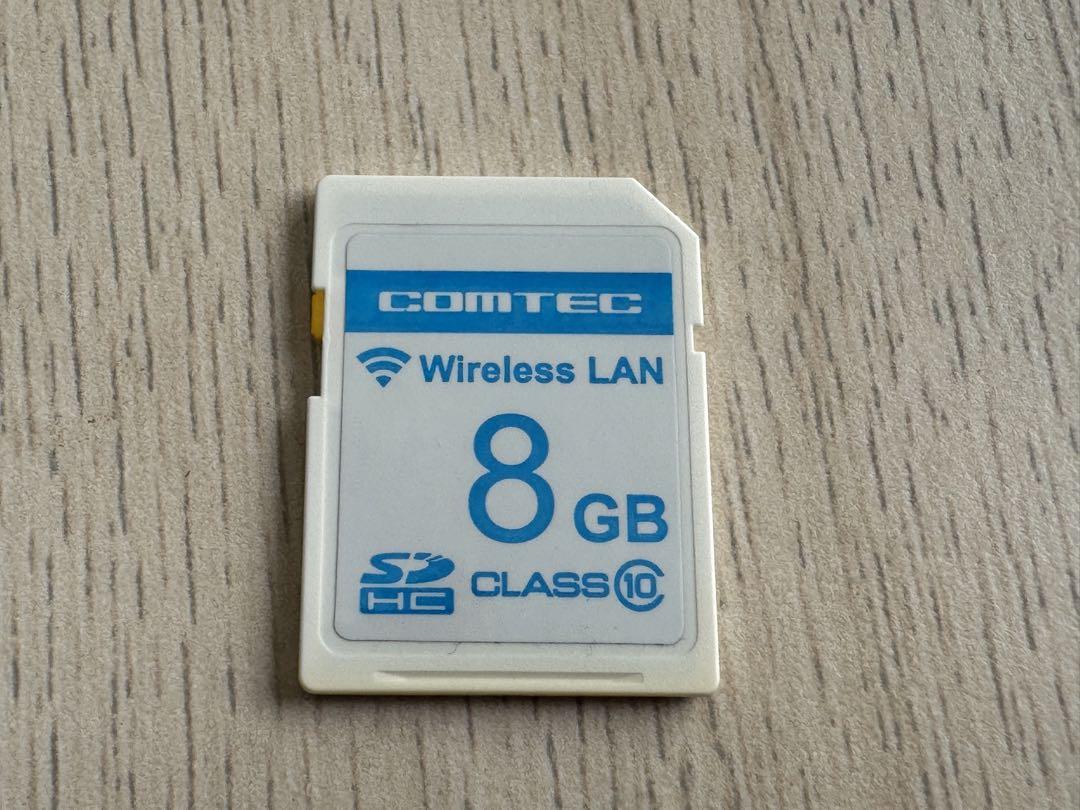 COMTEC
Wireless LAN
8 GB
SD HC CLASS 10